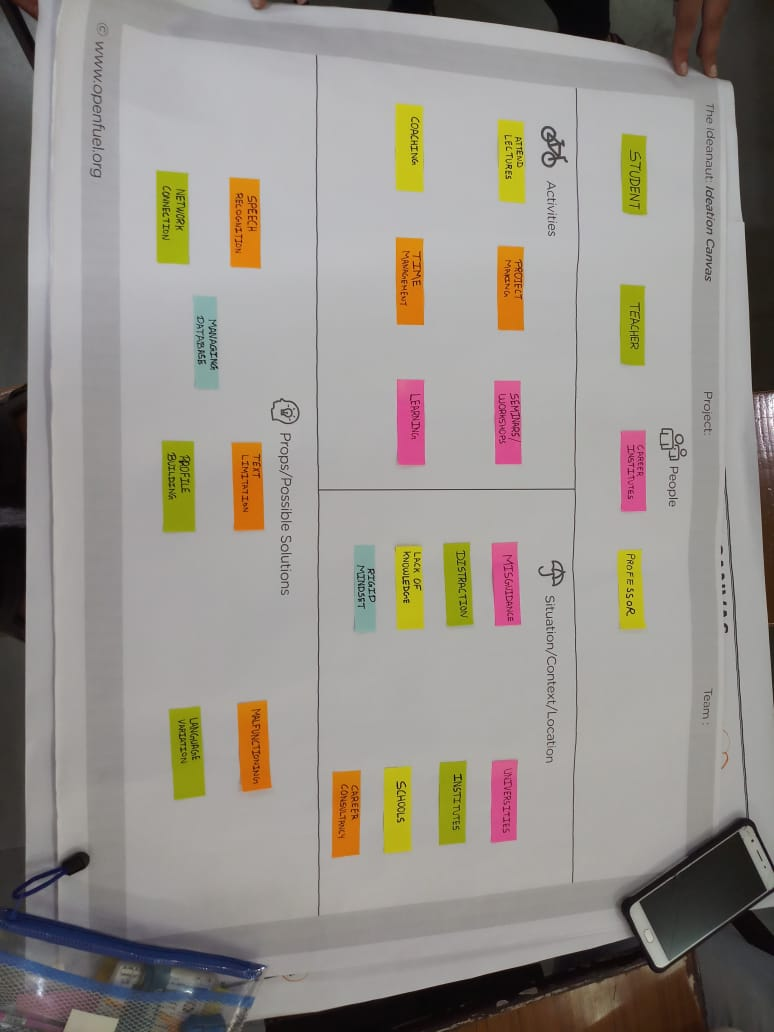 The Ideanaut: Ideation Canvas
Project:
Team :
People
STUDENT
TEACHER
CAREER
INSTITUTES
PROFESSOR
Activities
ATTEND
LECTURES
PROJECT
MAKING
SEMINARS/
WORKSHOPS
COACHING
TIME
MANAGEMENT
LEARNING
Situation/Context/Location
MISGUIDANCE
UNIVERSITIES
DISTRACTION
INSTITUTES
LACK OF
KNOWLEDGE
SCHOOLS
RIGID
MINDSET
CAREER
CONSULTANCY
Props/Possible Solutions
SPEECH
RECOGNITION
TEXT
LIMITATION
MALFUNCTIONING
MANAGING
DATABASE
NETWORK
CONNECTION
PROFILE
BUILDING
LANGUAGE
VARIATION
© www.openfuel.org